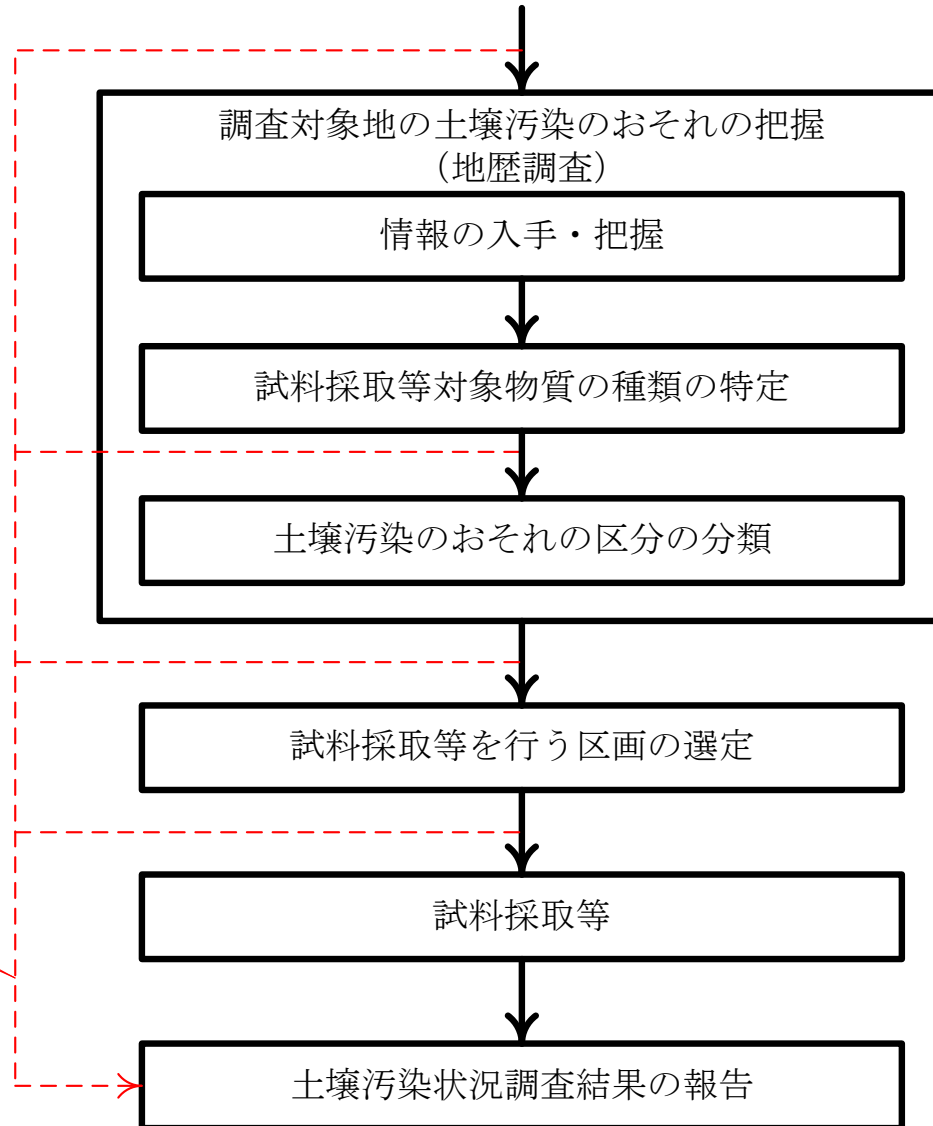 調査対象地の土壌汚染のおそれの把握
（地歴調査）
情報の入手・把握
試料採取等対象物質の種類の特定
土壌汚染のおそれの区分の分類
試料採取等を行う区画の選定
試料採取等
土壌汚染状況調査結果の報告